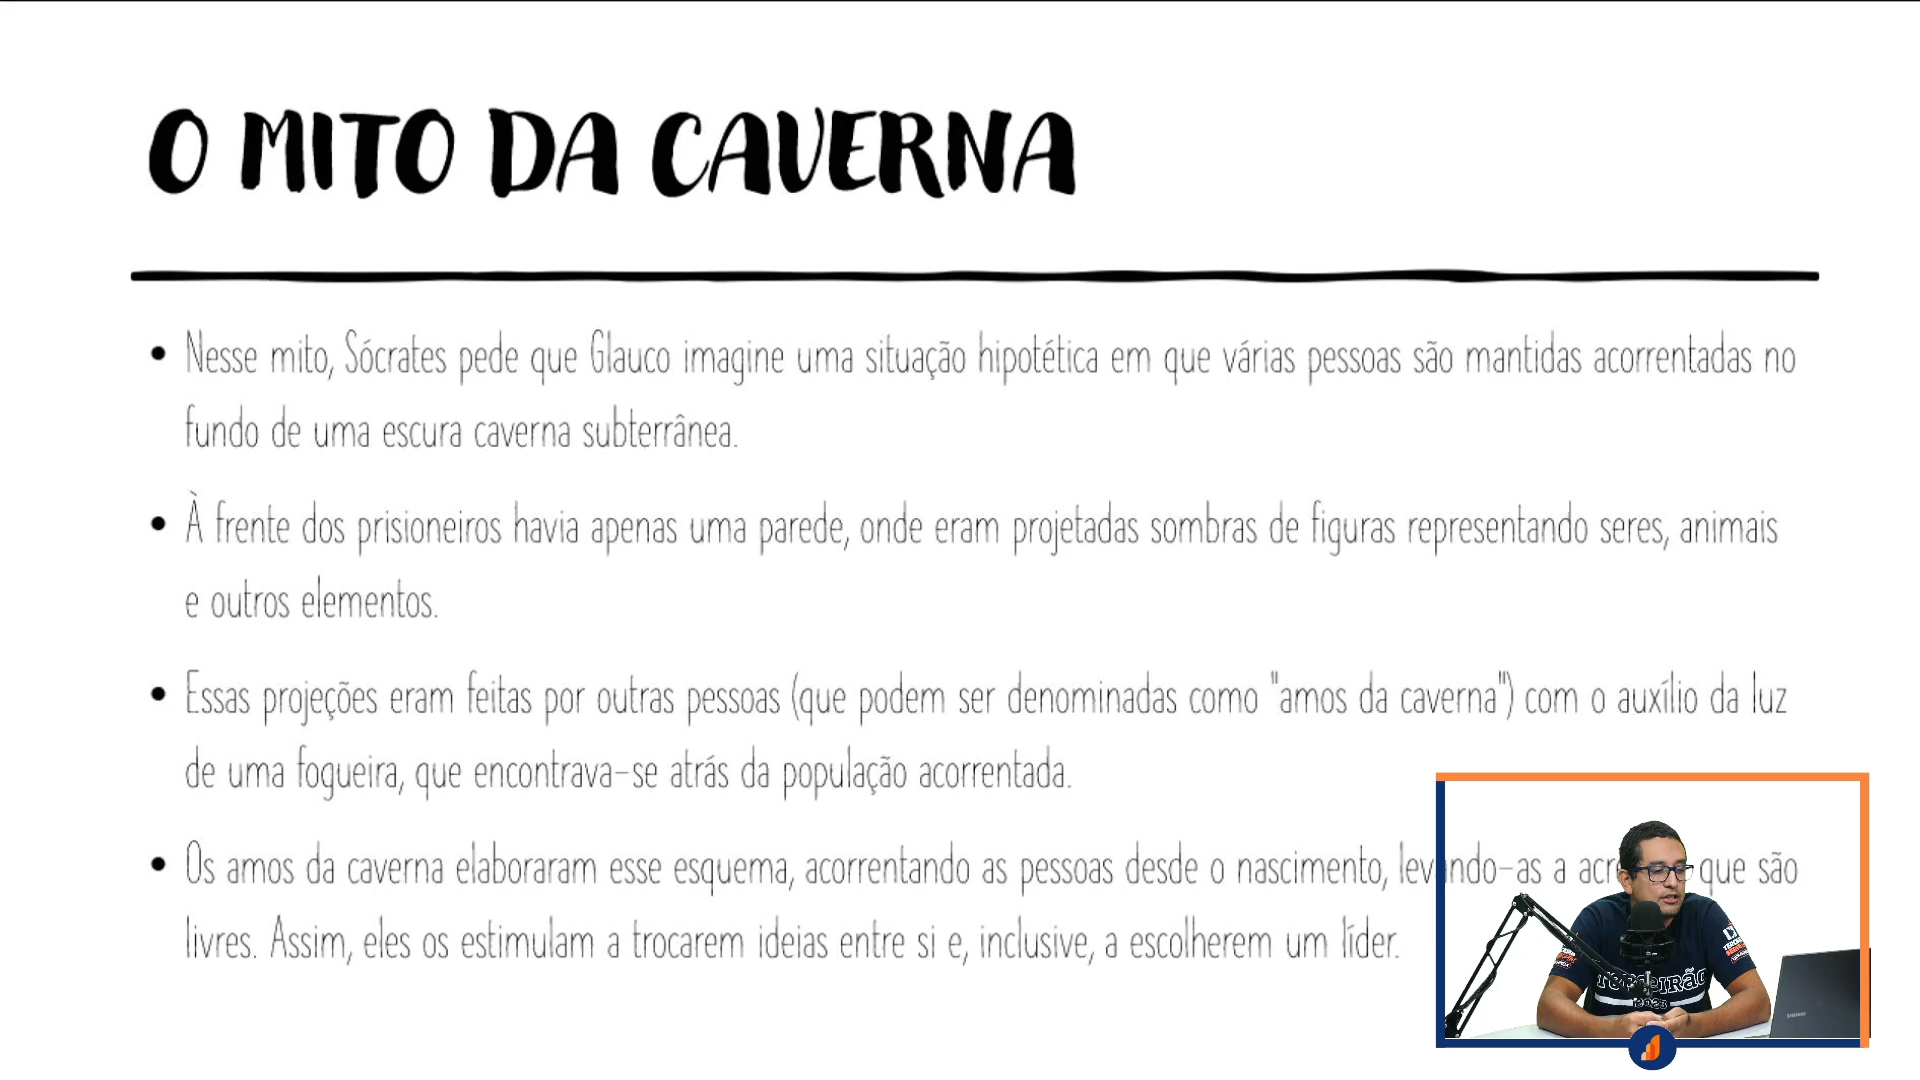 O MITO DA CAVERNA
• Nesse mito, Sócrates pede que Glauco imagine uma situação hipotética em que várias pessoas são mantidas acorrentadas no
fundo de uma escura caverna subterrânea.
• À frente dos prisioneiros havia apenas uma parede, onde eram projetadas sombras de figuras representando seres, animais
e outros elementos.
• Essas projeções eram feitas por outras pessoas (que podem ser denominadas como "amos da caverna") com o auxílio da luz
de uma fogueira, que encontrava-se atrás da população acorrentada.
• Os amos da caverna elaboraram esse esquema, acorrentando as pessoas desde o nascimento, levando-as a que são
livres. Assim, eles os estimulam a trocarem ideias entre si e, inclusive, a escolherem um líder.
TERCEIRÃO
2023
SAMSUNG